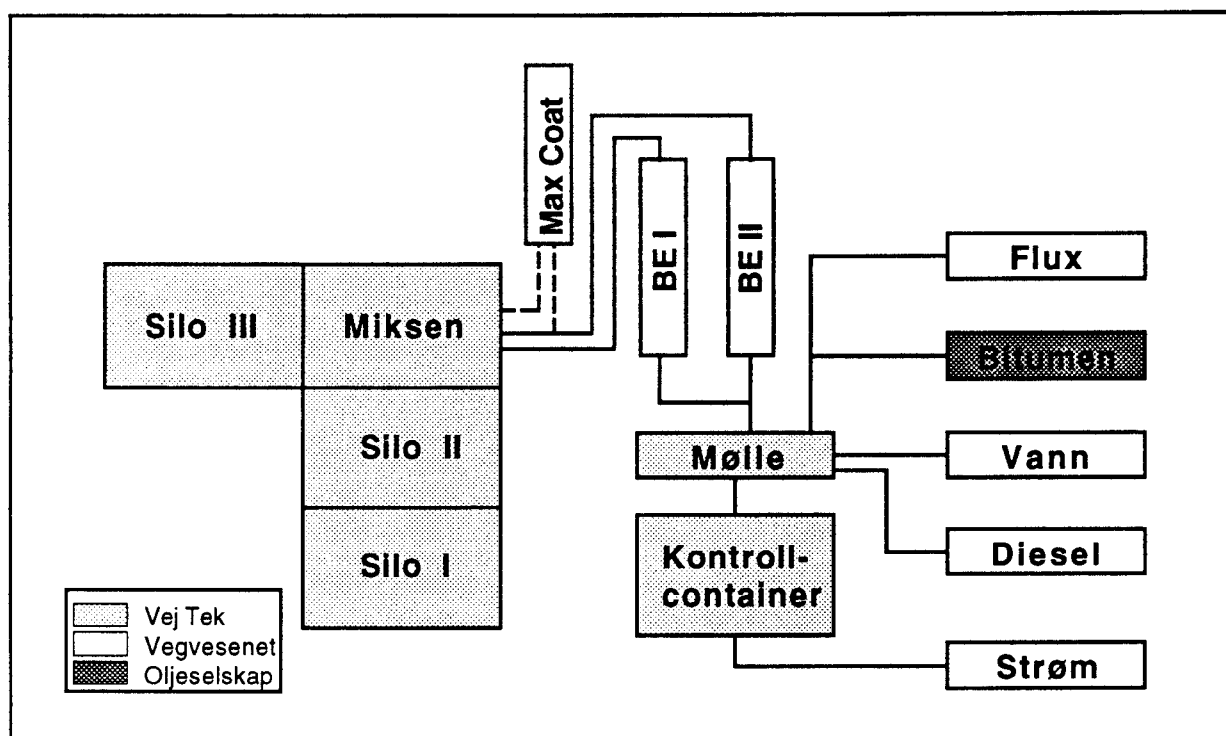 Max Coat
BE I
BE II
Flux
Silo III
Miksen
Bitumen
Silo II
Mølle
Vann
Silo I
Kontroll-
container
Diesel
Strøm
Vej Tek
Vegvesenet
Oljeselskap